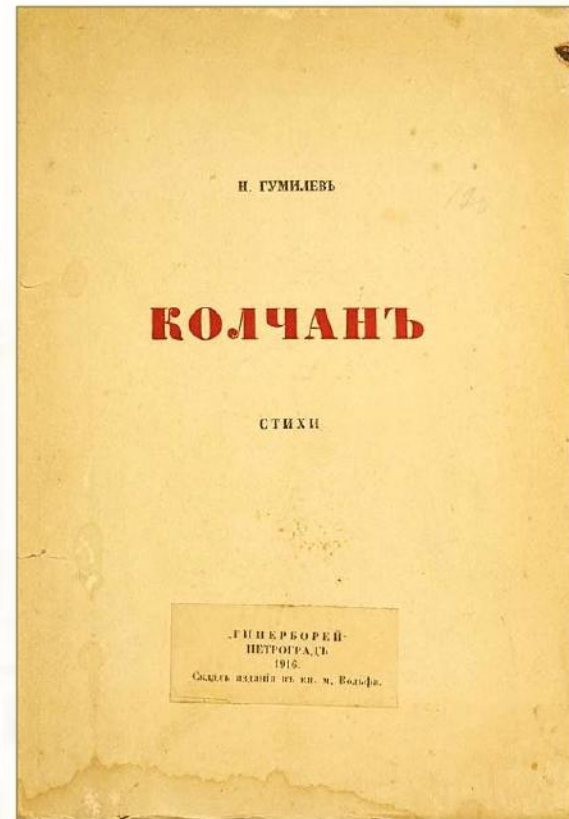 Н. ГУМИЛЕВЪ
КОЛЧАНЪ
СТИХИ
„ГИПЕРБОРЕЙ“
ПЕТРОГРАДЪ
1916.
Складъ изданія въ кн. м. Вольфа.